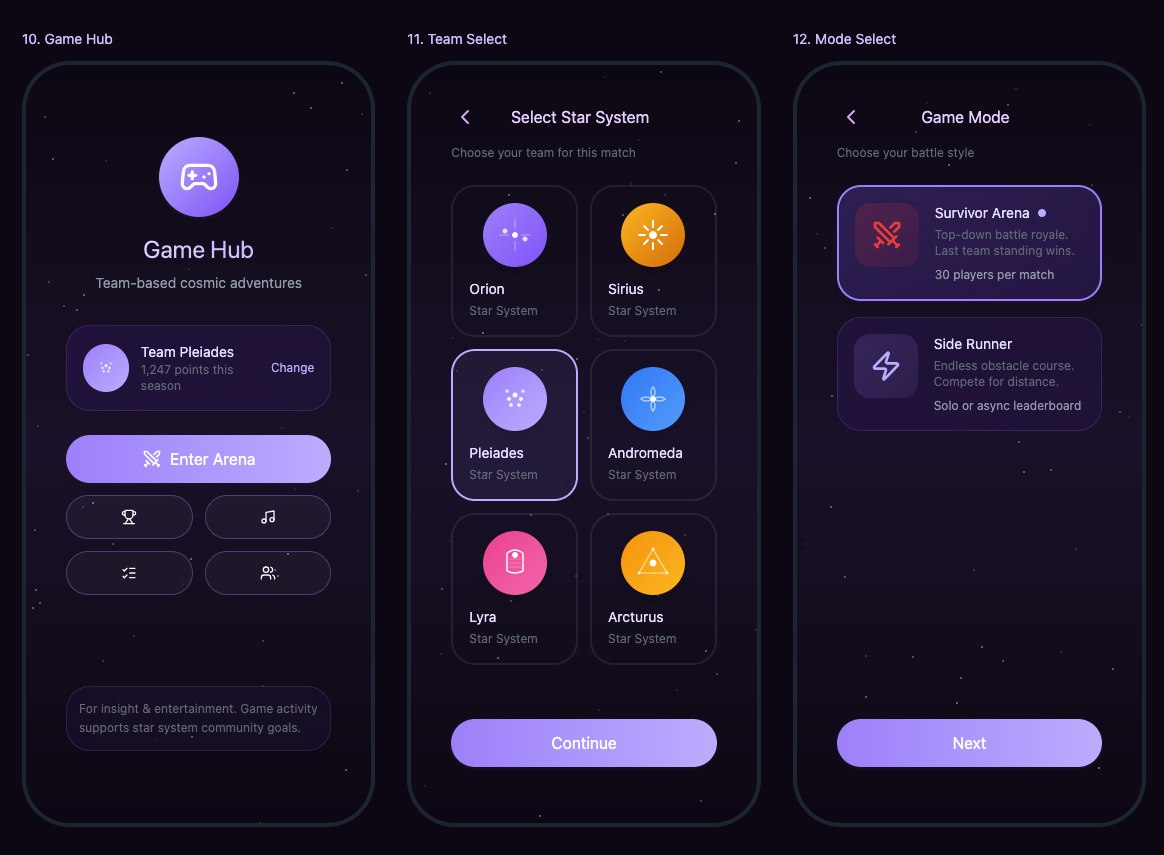 10. Game Hub
Game Hub
Team-based cosmic adventures
Team Pleiades
1,247 points this
season
Change
Enter Arena
For insight & entertainment. Game activity
supports star system community goals.
11. Team Select
Select Star System
Choose your team for this match
Orion
Star System
Sirius
Star System
Pleiades
Star System
Andromeda
Star System
Lyra
Star System
Arcturus
Star System
Continue
12. Mode Select
Game Mode
Choose your battle style
Survivor Arena
Top-down battle royale.
Last team standing wins.
30 players per match
Side Runner
Endless obstacle course.
Compete for distance.
Solo or async leaderboard
Next